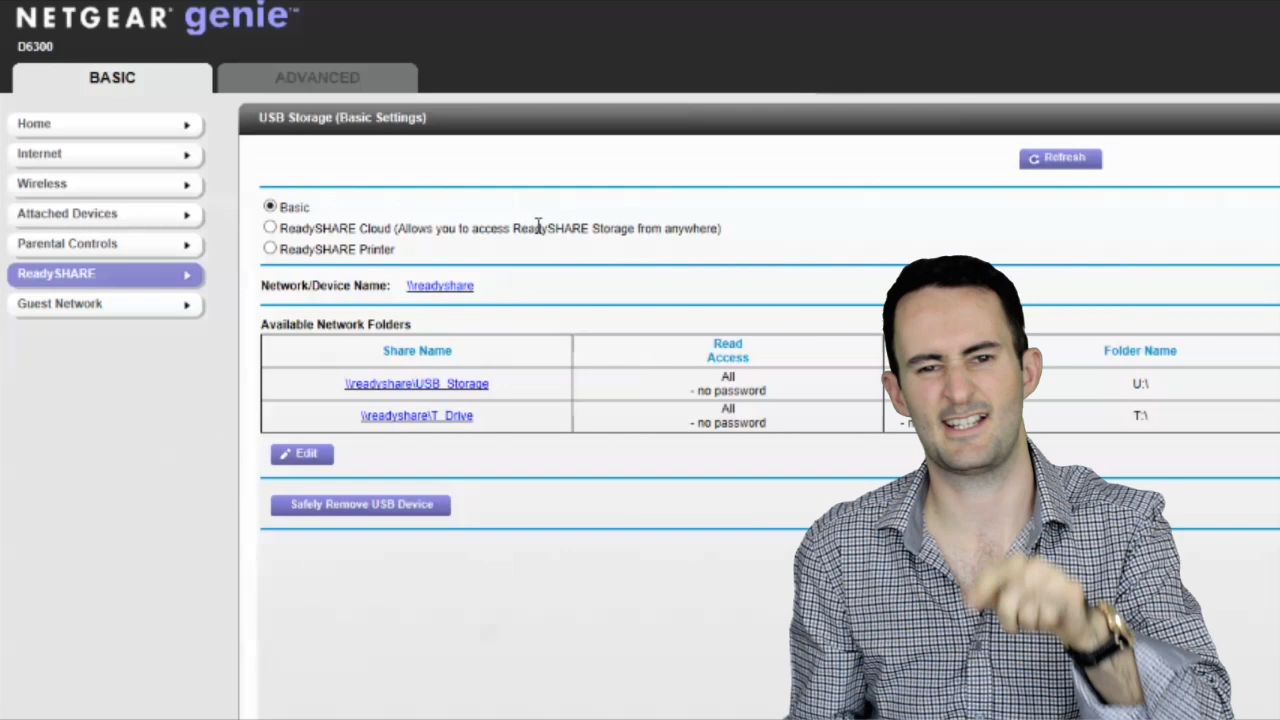 NETGEAR® genie™
D6300
BASIC
ADVANCED
Home
Internet
Wireless
Attached Devices
Parental Controls
ReadySHARE
Guest Network
USB Storage (Basic Settings)
Refresh
Basic
ReadySHARE Cloud (Allows you to access ReadySHARE Storage from anywhere)
ReadySHARE Printer
Network/Device Name: \\readyshare
Available Network Folders
Share Name
Read
Access
Folder Name
\\readyshare\USB_Storage
All
- no password
U:\
\\readyshare\T_Drive
All
- no password
T:\
Edit
Safely Remove USB Device